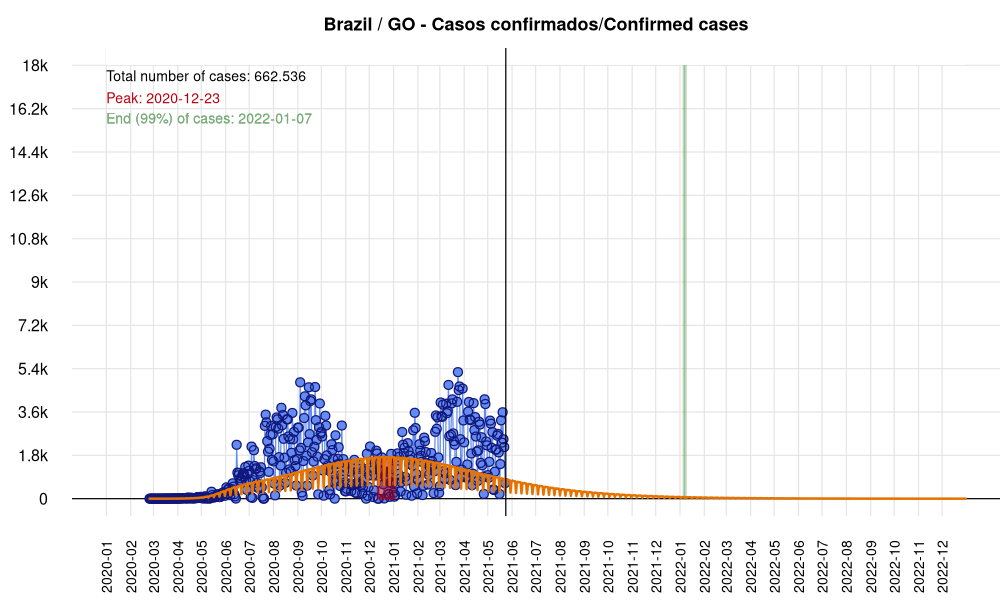 Brazil / GO - Casos confirmados/Confirmed cases
Total number of cases: 662.536
Peak: 2020-12-23
End (99%) of cases: 2022-01-07
18k
16.2k
14.4k
12.6k
10.8k
9k
7.2k
5.4k
3.6k
1.8k
0
2020-01
2020-02
2020-03
2020-04
2020-05
2020-06
2020-07
2020-08
2020-09
2020-10
2020-11
2020-12
2021-01
2021-02
2021-03
2021-04
2021-05
2021-06
2021-07
2021-08
2021-09
2021-10
2021-11
2021-12
2022-01
2022-02
2022-03
2022-04
2022-05
2022-06
2022-07
2022-08
2022-09
2022-10
2022-11
2022-12